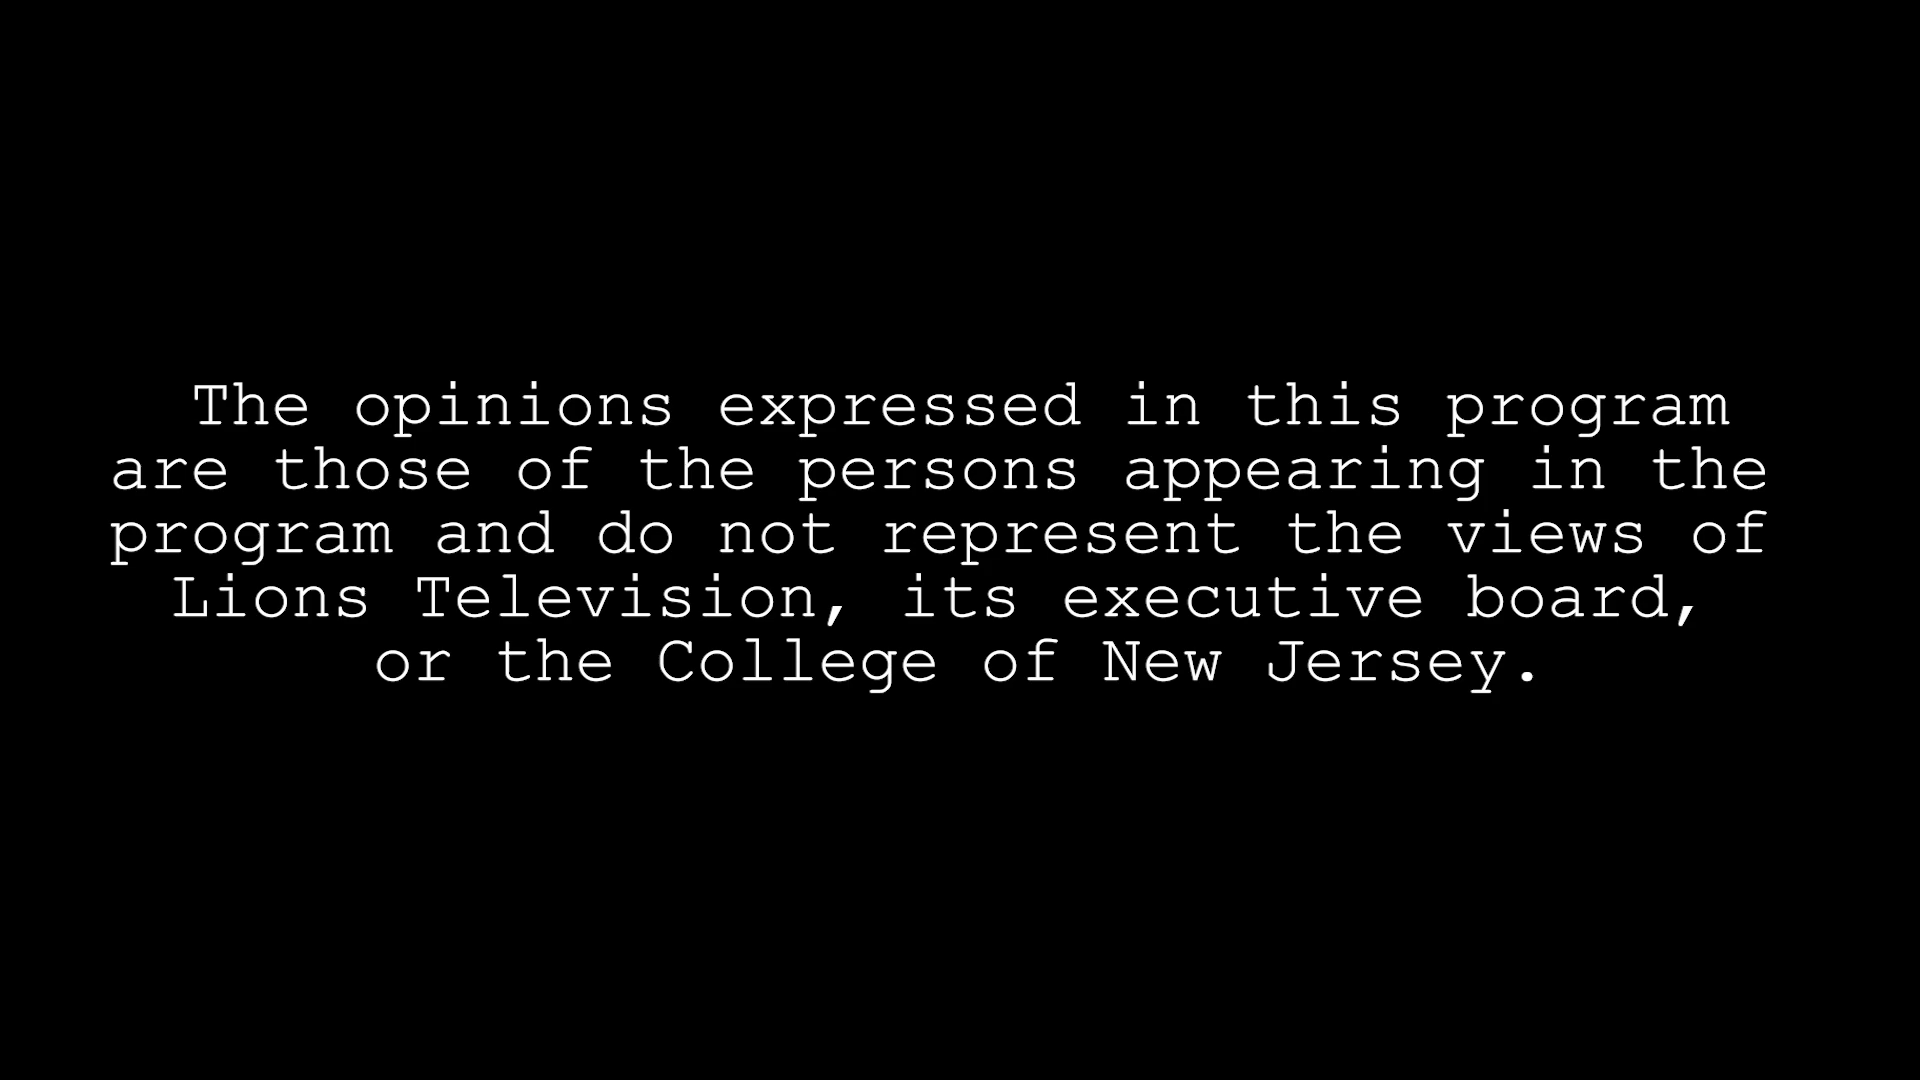 The opinions expressed in this program
are those of the persons appearing in the
program and do not represent the views of
Lions Television, its executive board,
or the College of New Jersey.